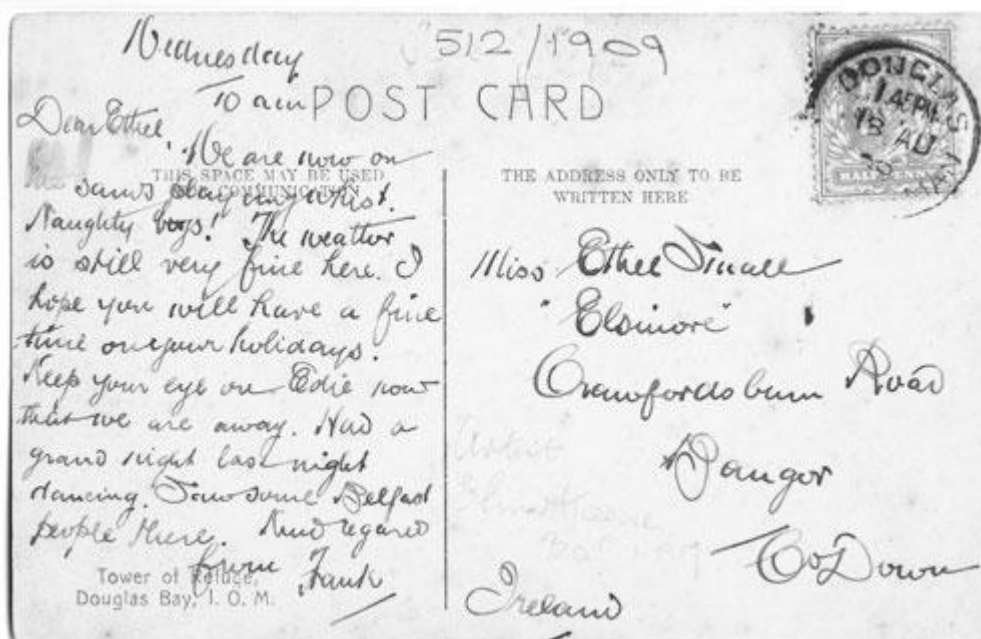 Wednesday
10 am
512/1909
POST CARD
DOUGLAS
18 AU
HALFPENNY
THIS SPACE MAY BE USED
COMMUNICATION
THE ADDRESS ONLY TO BE
WRITTEN HERE
Dear Ethel
We are now on
the sands playing whist.
Naughty boys! The weather
is still very fine here. I
hope you will have a fine
time on your holidays.
Keep your eye on Edie now
that we are away. Had a
grand night last night
dancing. Saw some Belfast
people there. Kind regards
from Frank
Tower of Refuge,
Douglas Bay, I. O. M.
Miss Ethel Small
"Elsinore"
Crawfordsburn Road
Bangor
Co Down
Ireland